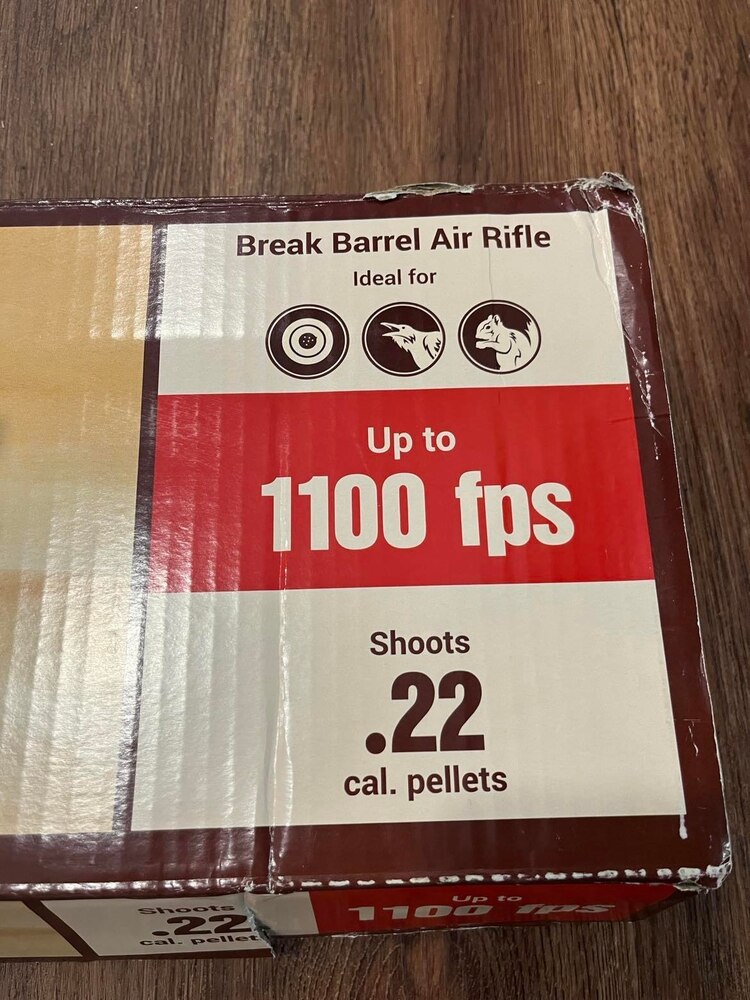 Break Barrel Air Rifle
Ideal for
Up to
1100 fps
Shoots
.22
cal. pellets
Up to
1100 fps
Shoots
.22
cal. pellet